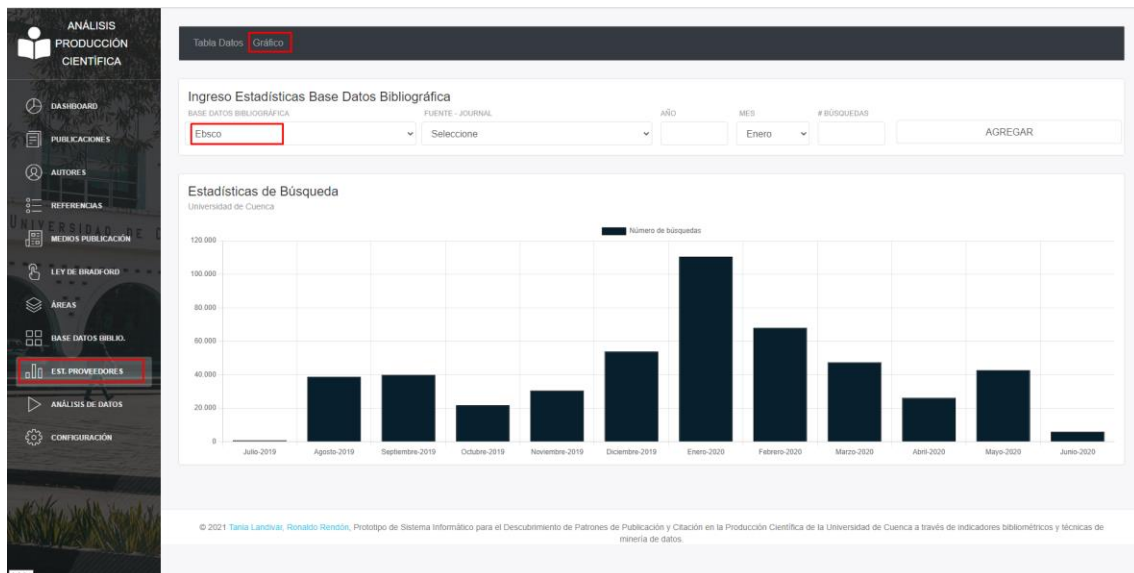 ANÁLISIS
PRODUCCIÓN
CIENTÍFICA
DASHBOARD
PUBLICACIONES
AUTORES
REFERENCIAS
MEDIOS PUBLICACIÓN
LEY DE BRADFORD
ÁREAS
BASE DATOS BIBLIO.
EST. PROVEEDORES
ANÁLISIS DE DATOS
CONFIGURACIÓN
Tabla Datos Gráfico
Ingreso Estadísticas Base Datos Bibliográfica
BASE DATOS BIBLIOGRÁFICA FUENTE - JOURNAL AÑO MES # BÚSQUEDAS
Ebsco Seleccione Enero AGREGAR
Estadísticas de Búsqueda
Universidad de Cuenca
Número de búsquedas
120.000
100.000
80.000
60.000
40.000
20.000
0
Julio-2019 Agosto-2019 Septiembre-2019 Octubre-2019 Noviembre-2019 Diciembre-2019 Enero-2020 Febrero-2020 Marzo-2020 Abril-2020 Mayo-2020 Junio-2020
© 2021 Tania Landivár, Ronaldo Rendón, Prototipo de Sistema Informático para el Descubrimiento de Patrones de Publicación y Citación en la Producción Científica de la Universidad de Cuenca a través de indicadores bibliométricos y técnicas de
minería de datos.